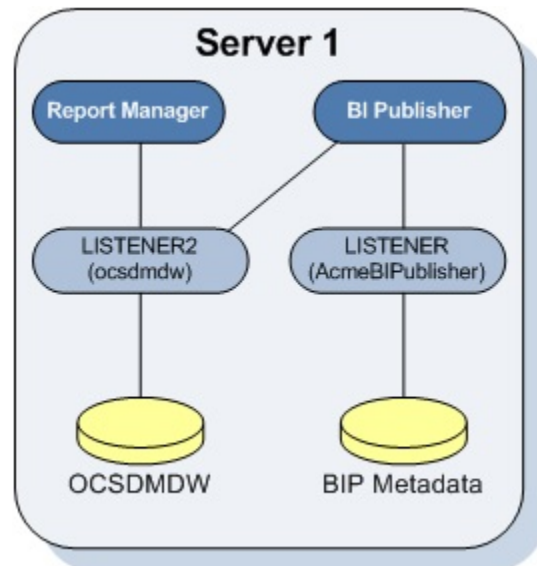 Server 1
Report Manager
BI Publisher
LISTENER2
(ocsdmdw)
LISTENER
(AcmeBIPublisher)
OCSDMDW
BIP Metadata